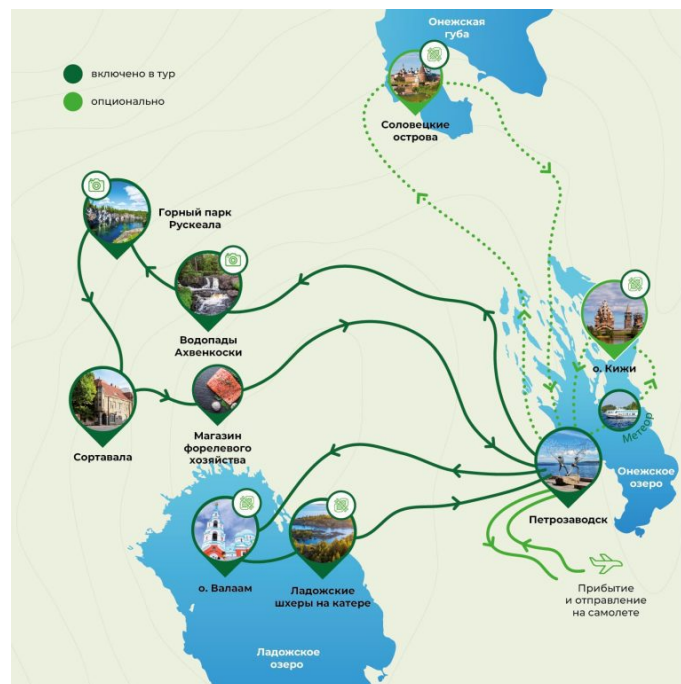 Онежская
губа
включено в тур
опционально
Соловецкие
острова
Горный парк
Рускеала
Водопады
Ахвенкоски
о. Кижи
Метеор
Сортавала
Магазин
форелевого
хозяйства
Онежское
озеро
Петрозаводск
о. Валаам
Ладожские
шхеры на катере
Прибытие
и отправление
на самолете
Ладожское
озеро